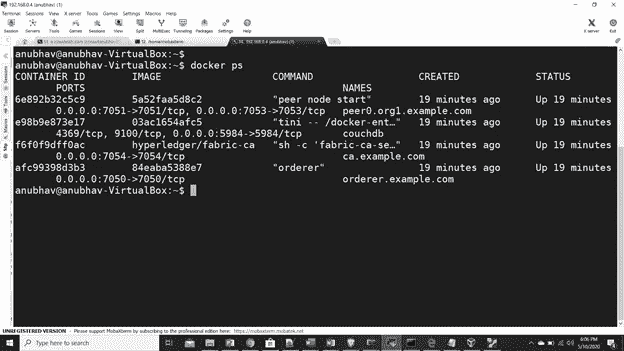 192.168.0.4 (anubhav) (1)
Terminal Sessions View X server Tools Games Settings Macros Help
Session Servers Tools Games Sessions View Split MultiExec Tunneling Packages Settings Help X server Exit
anubhav@anubhav-VirtualBox:~$
anubhav@anubhav-VirtualBox:~$ docker ps
CONTAINER ID IMAGE COMMAND CREATED STATUS
PORTS NAMES
6e892b32c5c9 5a52faa5d8c2 "peer node start" 19 minutes ago Up 19 minutes
0.0.0.0:7051->7051/tcp, 0.0.0.0:7053->7053/tcp peer0.org1.example.com
e98b9e873e17 03ac1654afc5 "tini -- /docker-ent…" 19 minutes ago Up 19 minutes
4369/tcp, 9100/tcp, 0.0.0.0:5984->5984/tcp couchdb
f6f0f9dff0ac hyperledger/fabric-ca "sh -c 'fabric-ca-se…" 19 minutes ago Up 19 minutes
0.0.0.0:7054->7054/tcp ca.example.com
afc99398d3b3 84eaba5388e7 "orderer" 19 minutes ago Up 19 minutes
0.0.0.0:7050->7050/tcp orderer.example.com
anubhav@anubhav-VirtualBox:~$
UNREGISTERED VERSION - Please support MobaXterm by subscribing to the professional edition here: https://mobaxterm.mobatek.net
Type here to search
6:06 PM
5/10/2020